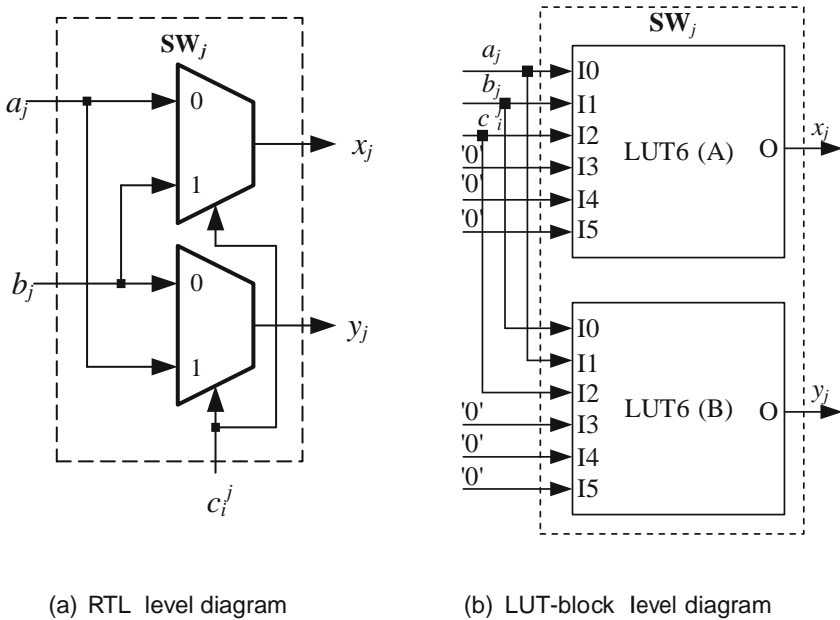 SWⱼ
aⱼ
0
xⱼ
1
bⱼ
0
yⱼ
1
cᵢʲ
(a) RTL level diagram
SWⱼ
aⱼ
I0
bⱼ
I1
cᵢʲ
I2
xⱼ
LUT6 (A)
O
'0'
I3
'0'
I4
'0'
I5
I0
I1
I2
yⱼ
LUT6 (B)
O
'0'
I3
'0'
I4
'0'
I5
(b) LUT-block level diagram